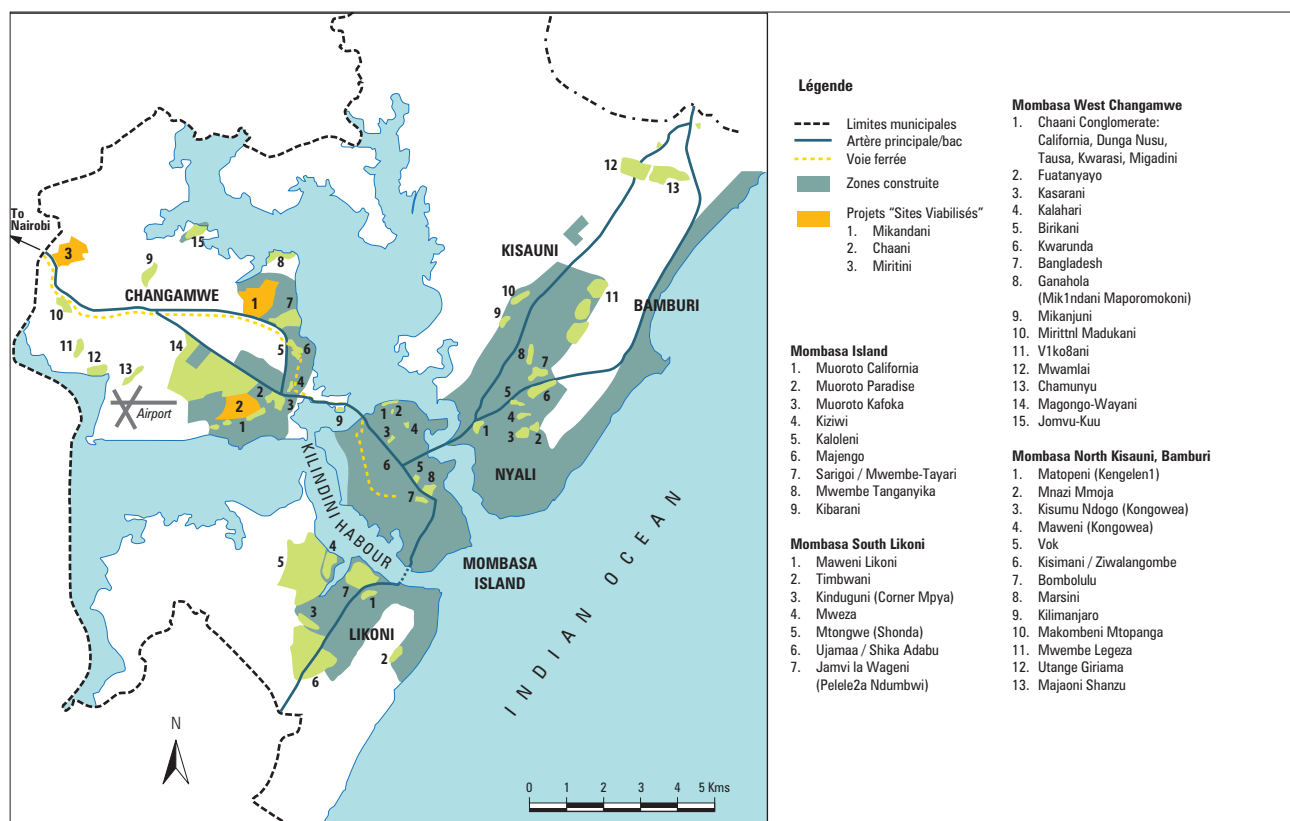 To
Nairobi
3
15
9
8
CHANGAMWE
1
7
10
11
12
13
14
5
6
2
4
3
1
2
Airport
9
KILINDINI HABOUR
1
2
3
4
6
5
8
7
MOMBASA
ISLAND
KISAUNI
BAMBURI
NYALI
12
13
10
9
11
8
7
5
6
4
3
2
1
5
4
7
3
1
LIKONI
2
6
INDIAN OCEAN
N
0 1 2 3 4 5 Kms
Légende
Limites municipales
Artère principale/bac
Voie ferrée
Zones construite
Projets "Sites Viabilisés"
1. Mikandani
2. Chaani
3. Miritini
Mombasa Island
1. Muoroto California
2. Muoroto Paradise
3. Muoroto Kafoka
4. Kiziwi
5. Kaloleni
6. Majengo
7. Sarigoi / Mwembe-Tayari
8. Mwembe Tanganyika
9. Kibarani
Mombasa South Likoni
1. Maweni Likoni
2. Timbwani
3. Kinduguni (Corner Mpya)
4. Mweza
5. Mtongwe (Shonda)
6. Ujamaa / Shika Adabu
7. Jamvi la Wageni
(Pelele2a Ndumbwi)
Mombasa West Changamwe
1. Chaani Conglomerate:
California, Dunga Nusu,
Tausa, Kwarasi, Migadini
2. Fuatanyayo
3. Kasarani
4. Kalahari
5. Birikani
6. Kwarunda
7. Bangladesh
8. Ganahola
(Mik1ndani Maporomokoni)
9. Mikanjuni
10. Mirittnl Madukani
11. V1ko8ani
12. Mwamlai
13. Chamunyu
14. Magongo-Wayani
15. Jomvu-Kuu
Mombasa North Kisauni, Bamburi
1. Matopeni (Kengelen1)
2. Mnazi Mmoja
3. Kisumu Ndogo (Kongowea)
4. Maweni (Kongowea)
5. Vok
6. Kisimani / Ziwalangombe
7. Bombolulu
8. Marsini
9. Kilimanjaro
10. Makombeni Mtopanga
11. Mwembe Legeza
12. Utange Giriama
13. Majaoni Shanzu